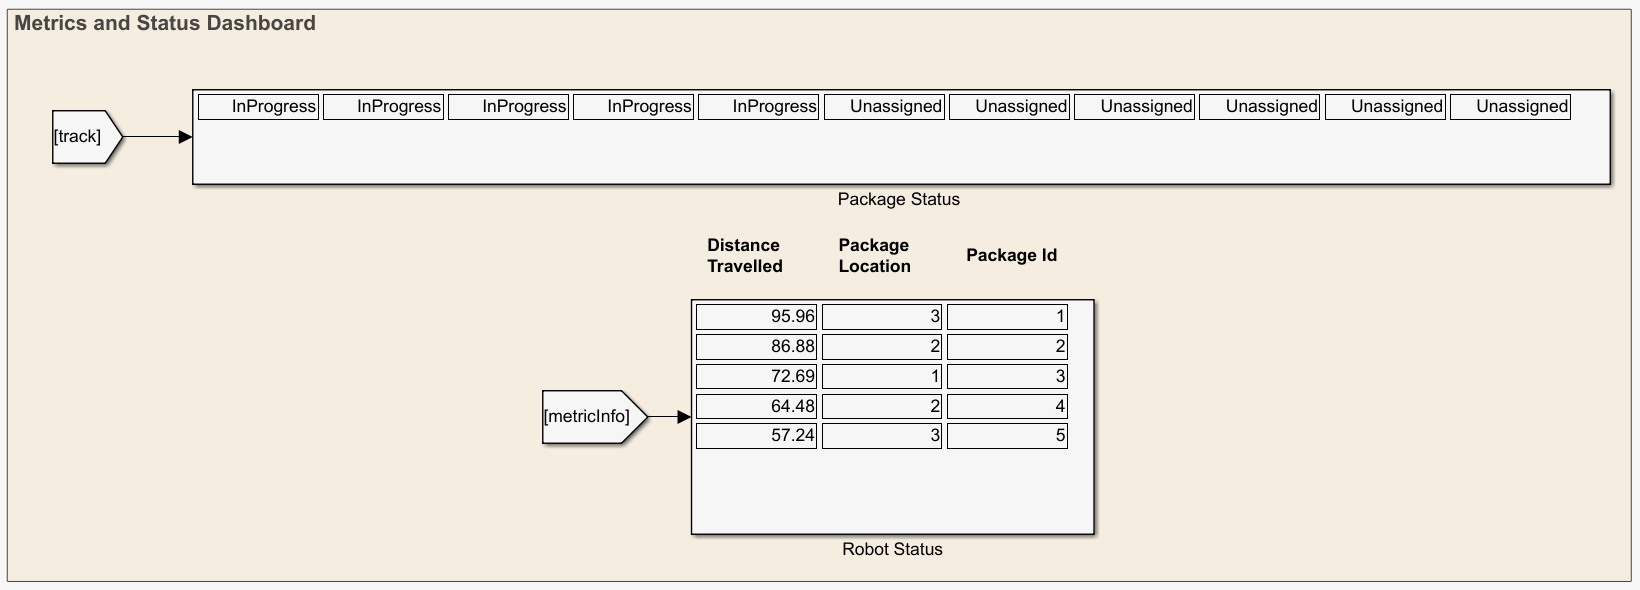 Metrics and Status Dashboard
InProgress InProgress InProgress InProgress InProgress Unassigned Unassigned Unassigned Unassigned Unassigned Unassigned
[track]
Package Status
Distance Travelled Package Location Package Id
95.96 3 1
86.88 2 2
72.69 1 3
64.48 2 4
[metricInfo]
57.24 3 5
Robot Status